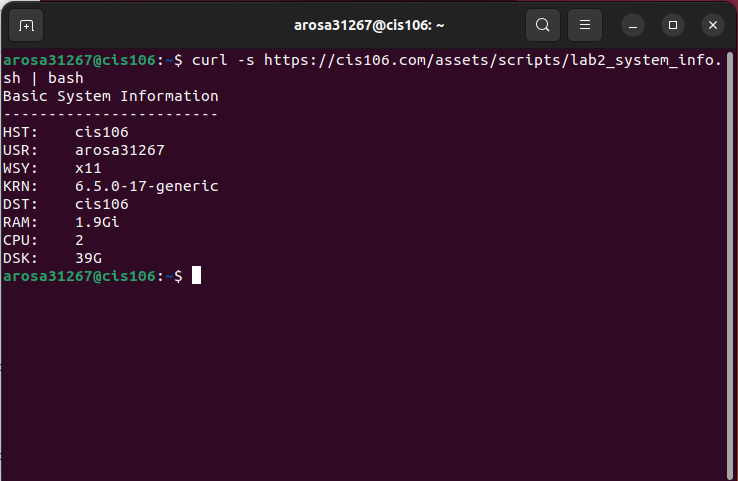 arosa31267@cis106: ~
arosa31267@cis106:~$ curl -s https://cis106.com/assets/scripts/lab2_system_info.
sh | bash
Basic System Information
------------------------
HST:    cis106
USR:    arosa31267
WSY:    x11
KRN:    6.5.0-17-generic
DST:    cis106
RAM:    1.9Gi
CPU:    2
DSK:    39G
arosa31267@cis106:~$